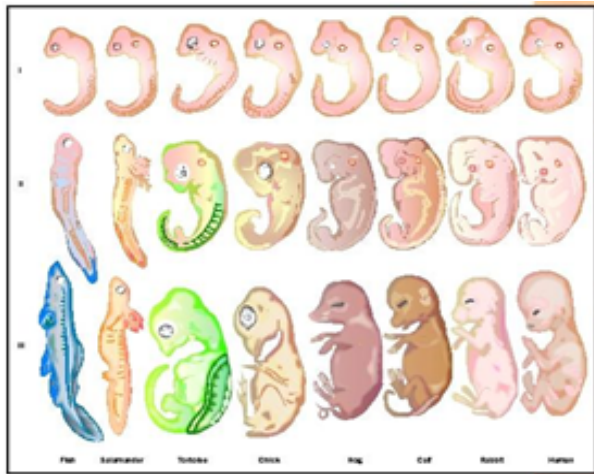 I
II
III
Fish Salamander Tortoise Chick Hog Calf Rabbit Human